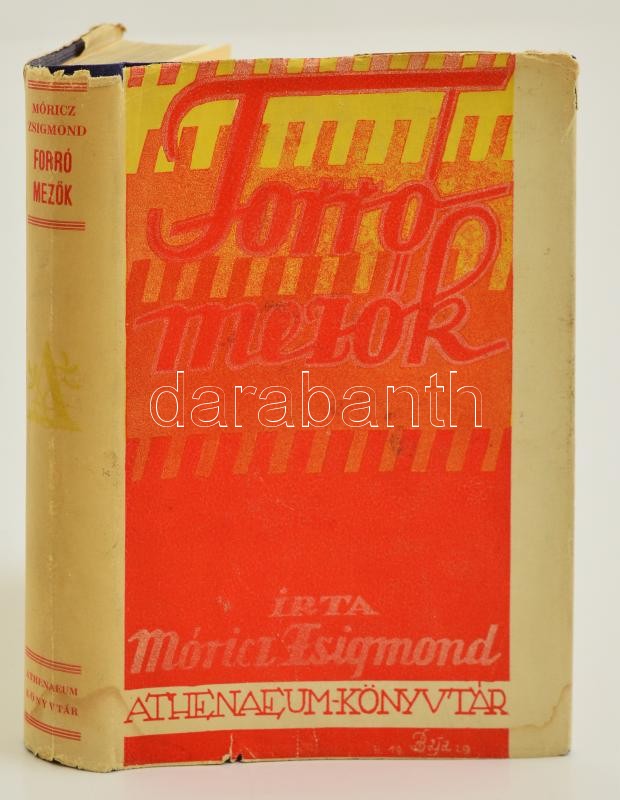 MÓRICZ
ZSIGMOND
FORRÓ
MEZŐK
ATHENAEUM
KÖNYVTÁR
Forró
mezők
darabanth
ÍRTA
Móricz Zsigmond
ATHENAEUM-KÖNYVTÁR